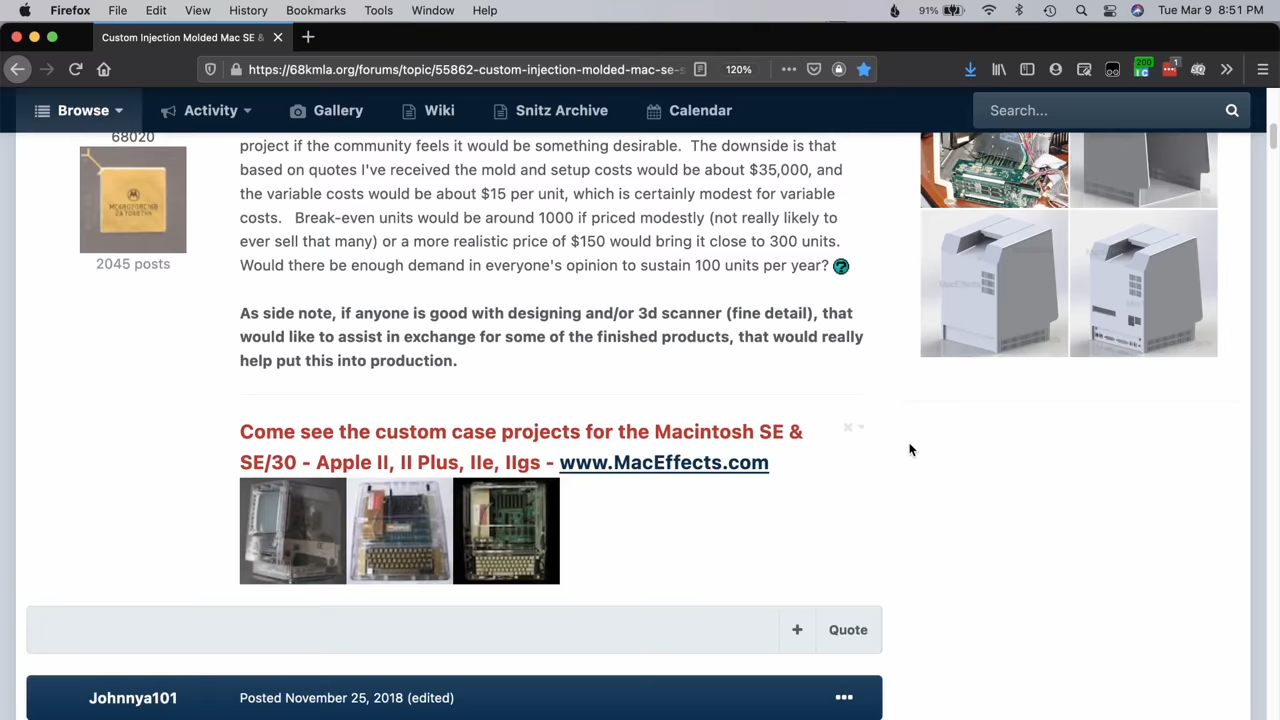 Firefox File Edit View History Bookmarks Tools Window Help 91% Tue Mar 9 8:51 PM
Custom Injection Molded Mac SE &
https://68kmla.org/forums/topic/55862-custom-injection-molded-mac-se-s 120% 200 1
Browse Activity Gallery Wiki Snitz Archive Calendar Search...
68020
2045 posts
project if the community feels it would be something desirable. The downside is that
based on quotes I've received the mold and setup costs would be about $35,000, and
the variable costs would be about $15 per unit, which is certainly modest for variable
costs. Break-even units would be around 1000 if priced modestly (not really likely to
ever sell that many) or a more realistic price of $150 would bring it close to 300 units.
Would there be enough demand in everyone's opinion to sustain 100 units per year?
As side note, if anyone is good with designing and/or 3d scanner (fine detail), that
would like to assist in exchange for some of the finished products, that would really
help put this into production.
Come see the custom case projects for the Macintosh SE &
SE/30 - Apple II, II Plus, IIe, IIgs - www.MacEffects.com
+ Quote
Johnnya101 Posted November 25, 2018 (edited)